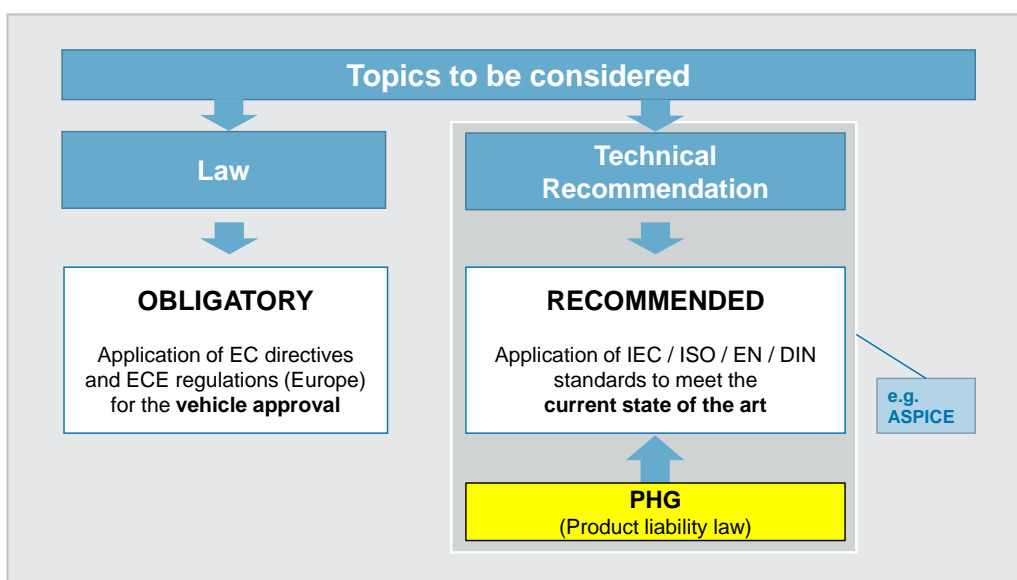 Topics to be considered
Law
Technical
Recommendation
OBLIGATORY
Application of EC directives
and ECE regulations (Europe)
for the vehicle approval
RECOMMENDED
Application of IEC / ISO / EN / DIN
standards to meet the
current state of the art
e.g.
ASPICE
PHG
(Product liability law)